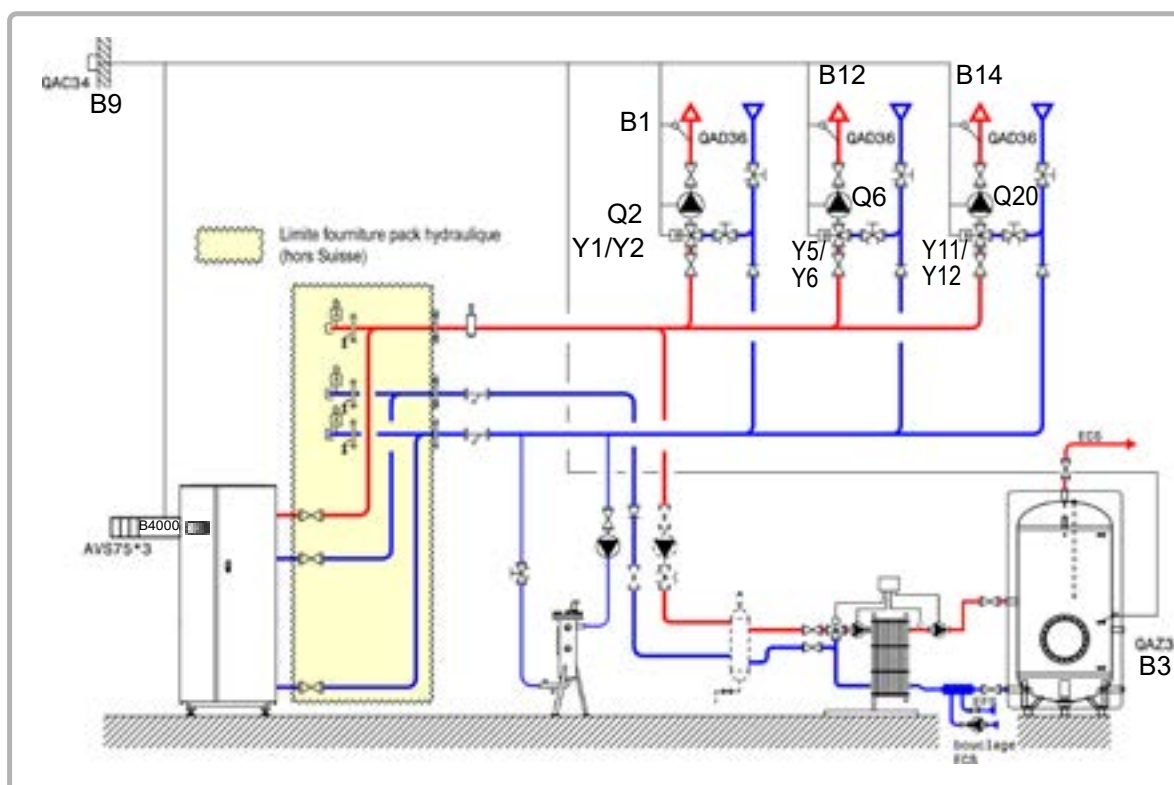 QAC34
B9
B12
B14
B1
QAD36
QAD36
QAD36
Q2
Q6
Q20
Y1/Y2
Y5/
Y6
Y11/
Y12
Limite fourniture pack hydraulique
(hors Suisse)
ECS
B4000
AVS75*3
QAZ3
B3
bouclage
ECS